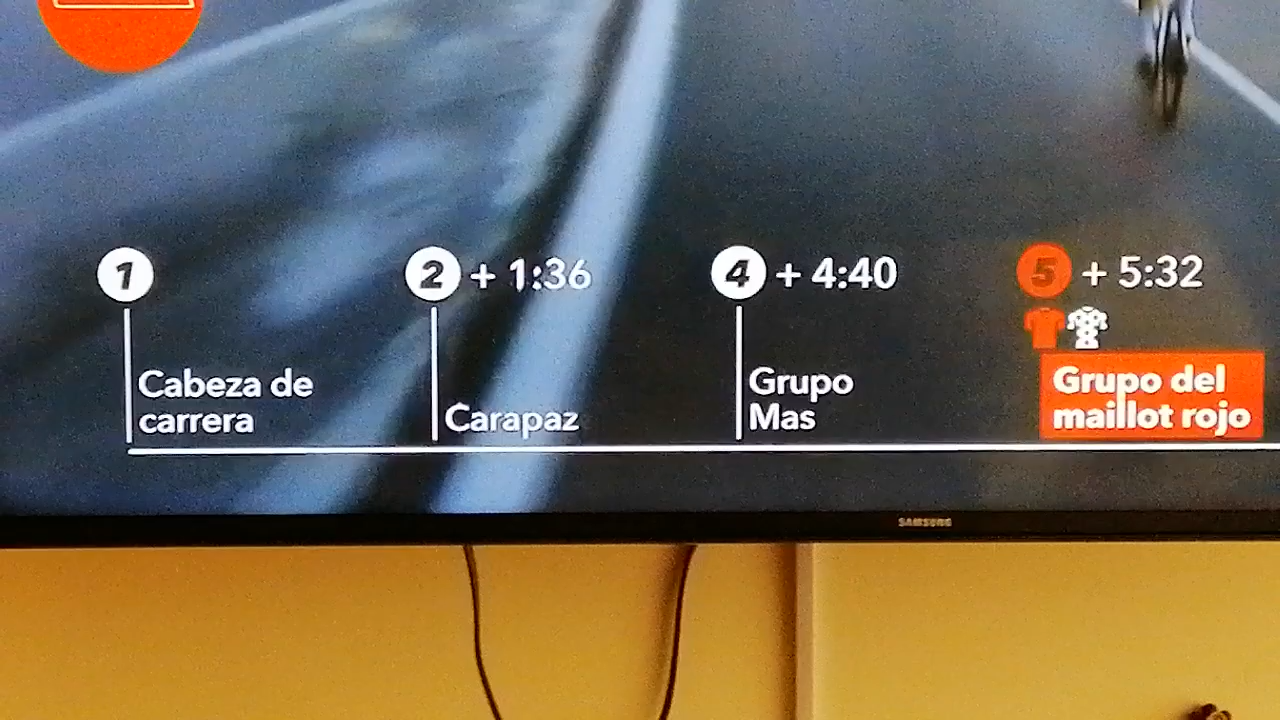 1
2 + 1:36
4 + 4:40
5 + 5:32
Cabeza de
carrera
Carapaz
Grupo
Mas
Grupo del
maillot rojo
SAMSUNG